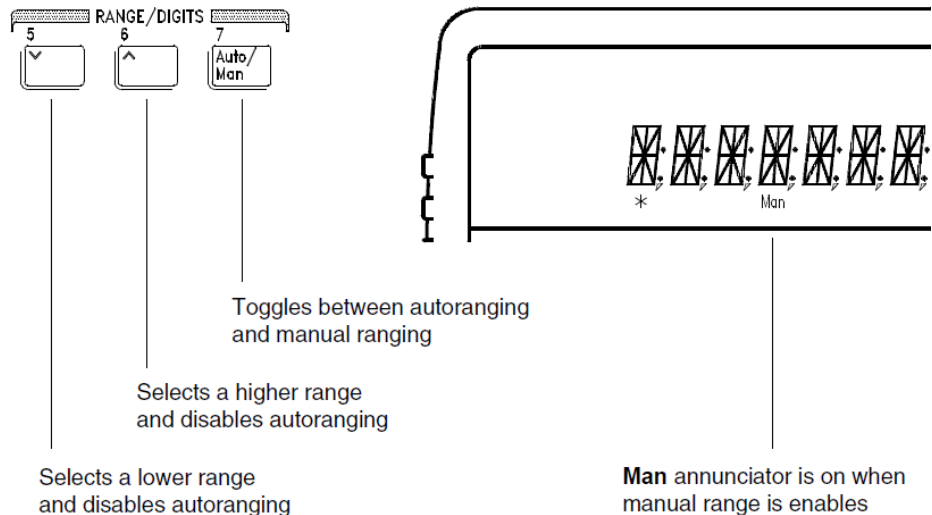 RANGE/DIGITS
5 6 7
Auto/
Man
* Man
Toggles between autoranging
and manual ranging
Selects a higher range
and disables autoranging
Selects a lower range
and disables autoranging
Man annunciator is on when
manual range is enables